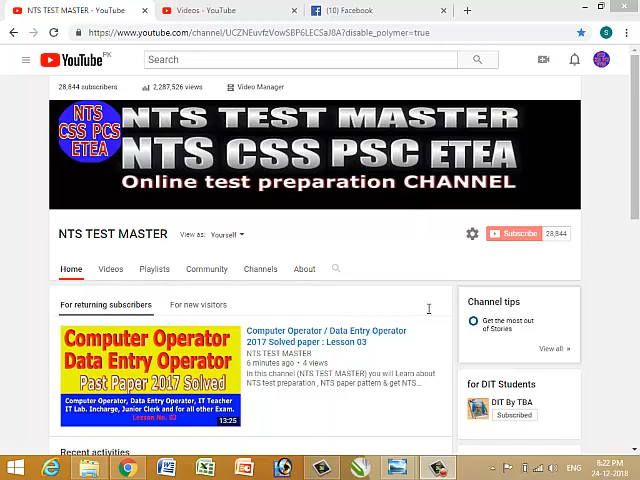 NTS TEST MASTER - YouTube
Videos - YouTube
(10) Facebook
https://www.youtube.com/channel/UCZNEuvfzVowSBP6LECSaJ8A?disable_polymer=true
S
YouTube PK
Search
28,844 subscribers
2,287,526 views
Video Manager
NTS
CSS PCS
ETEA
NTS TEST MASTER
NTS CSS PSC ETEA
Online test preparation CHANNEL
NTS TEST MASTER
View as: Yourself
Subscribe 28,844
Home
Videos
Playlists
Community
Channels
About
For returning subscribers
For new visitors
Computer Operator
Data Entry Operator
Past Paper 2017 Solved
Computer Operator, Data Entry Operator, IT Teacher
IT Lab. Incharge, Junior Clerk and for all other Exam.
Lesson No. 03
13:25
Computer Operator / Data Entry Operator
2017 Solved paper : Lesson 03
NTS TEST MASTER
6 minutes ago • 4 views
In this channel (NTS TEST MASTER) you will Learn about
NTS test preparation , NTS paper pattern & get NTS...
Channel tips
Get the most out
of Stories
View all »
for DIT Students
DIT By TBA
Subscribed
Recent activities
ENG
8:22 PM
24-12-2018